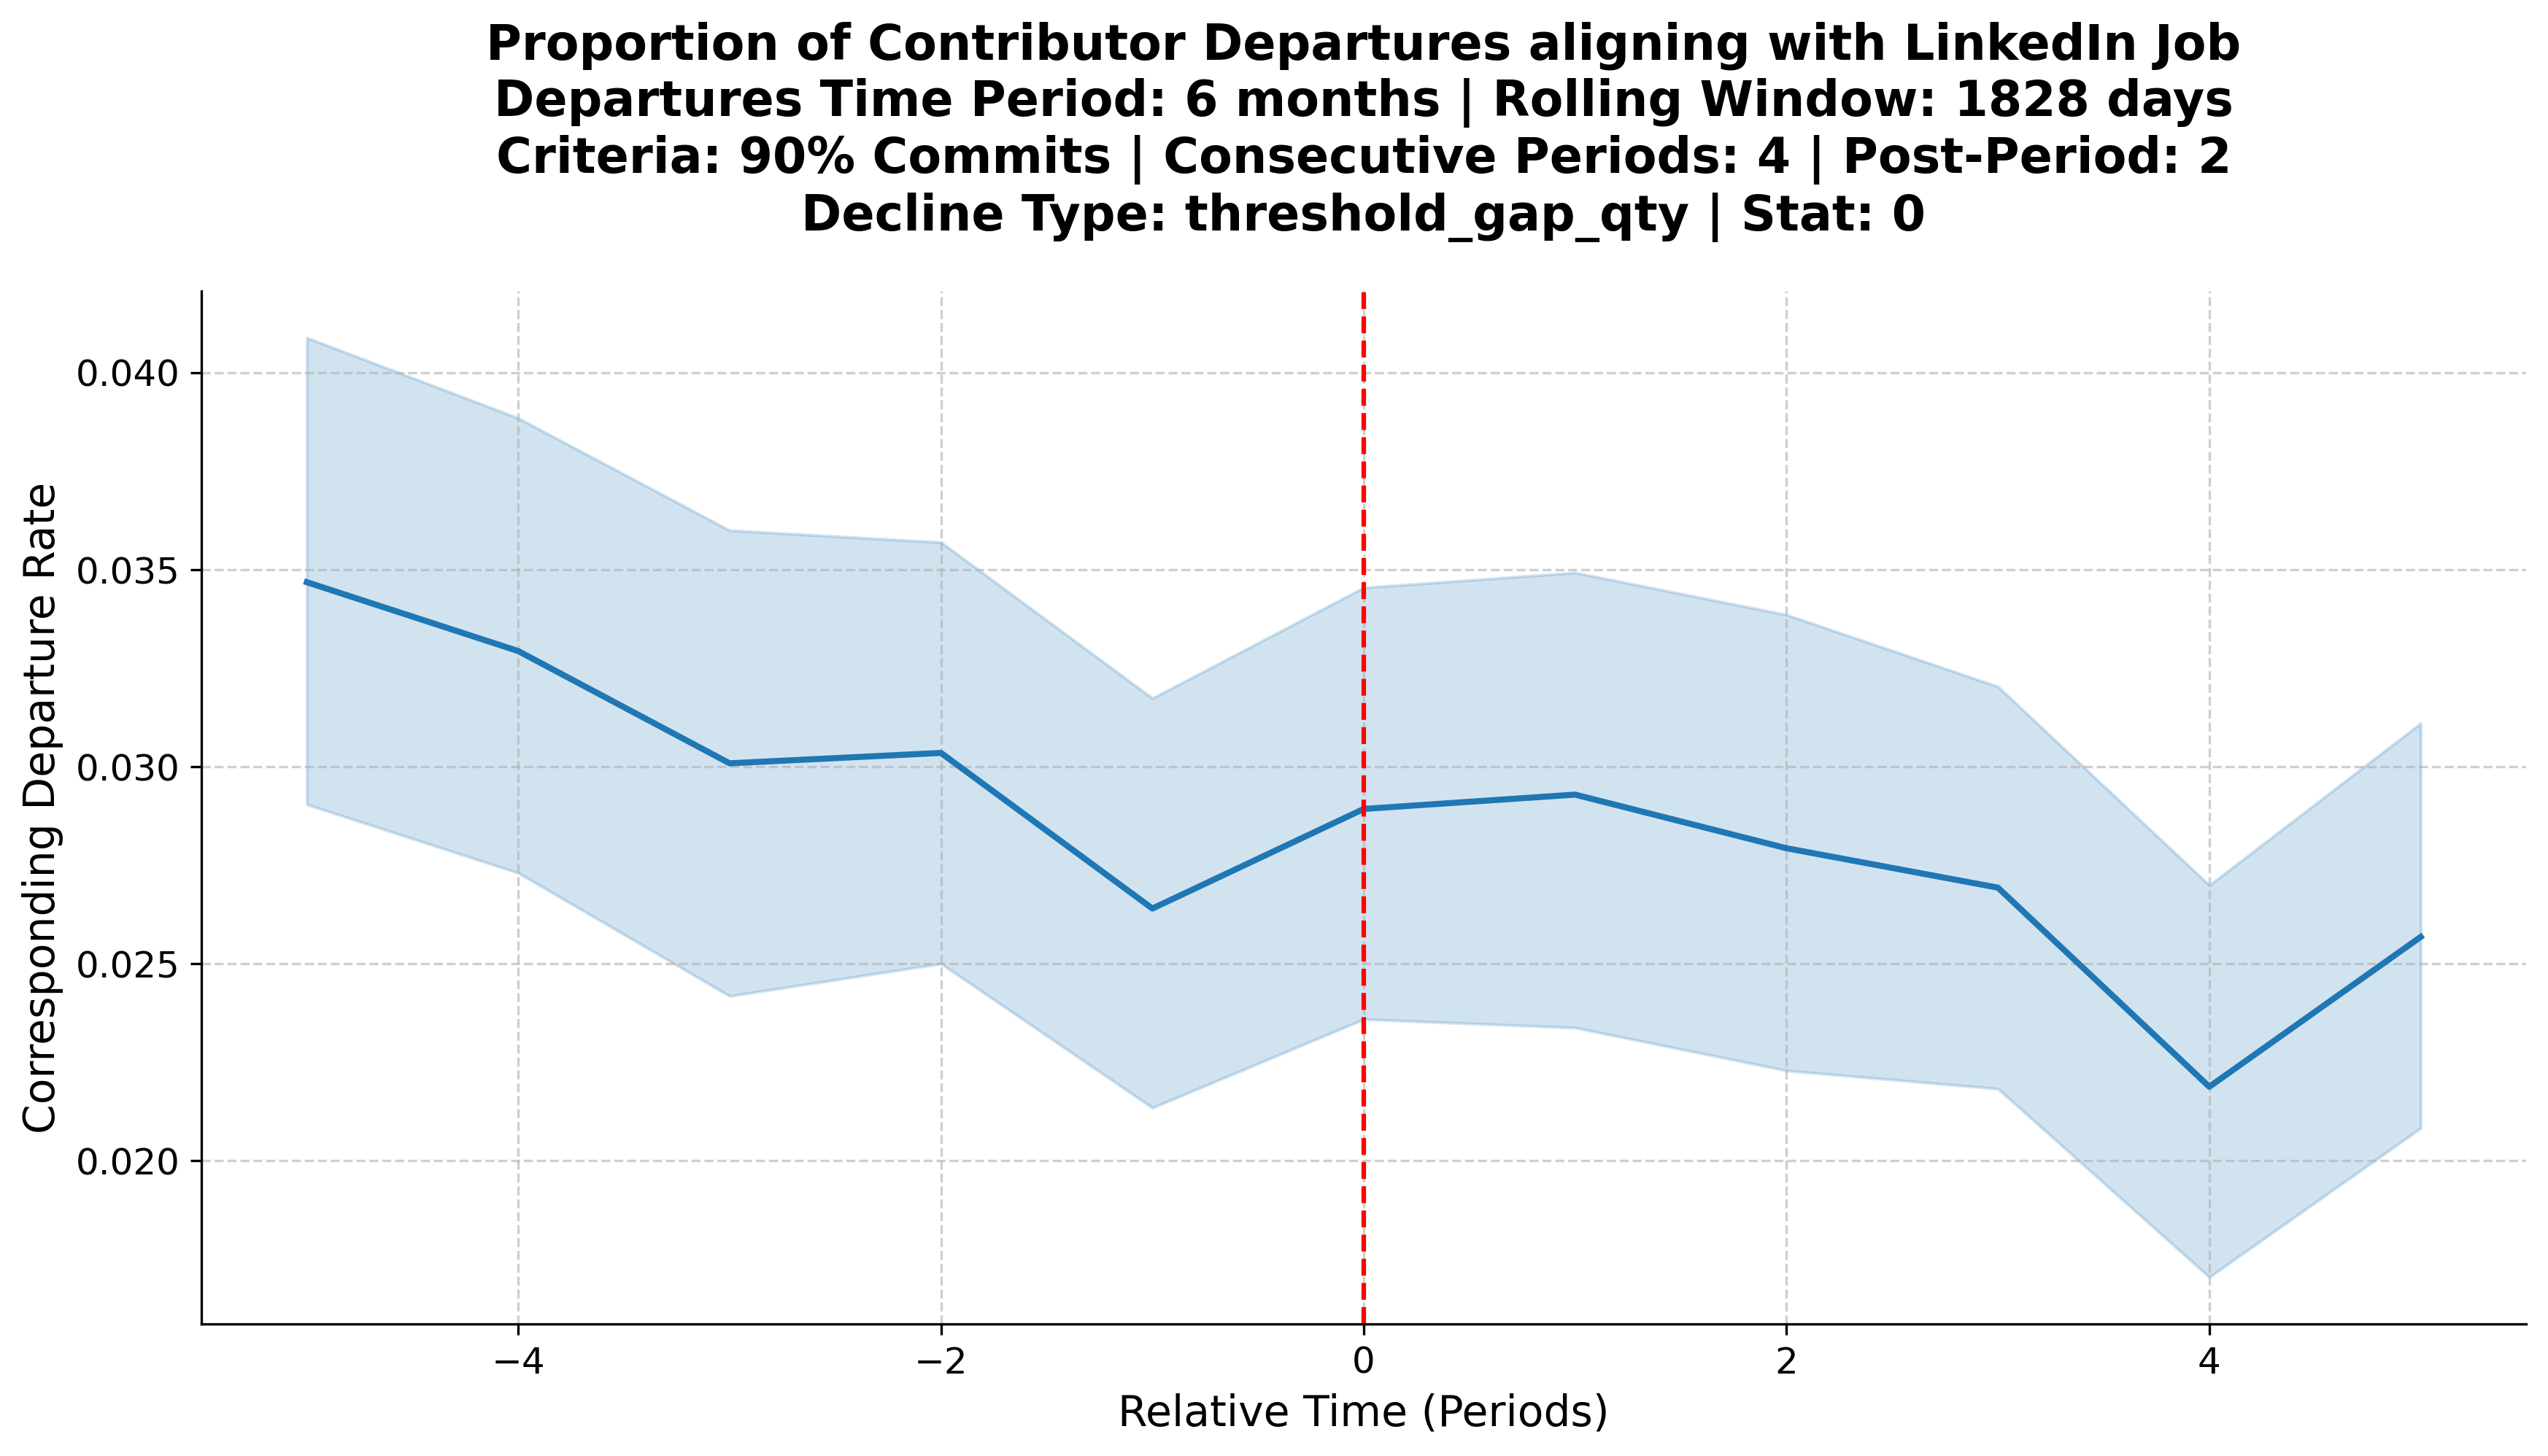 Proportion of Contributor Departures aligning with LinkedIn Job
Departures Time Period: 6 months | Rolling Window: 1828 days
Criteria: 90% Commits | Consecutive Periods: 4 | Post-Period: 2
Decline Type: threshold_gap_qty | Stat: 0
Corresponding Departure Rate
0.040
0.035
0.030
0.025
0.020
−4
−2
0
2
4
Relative Time (Periods)